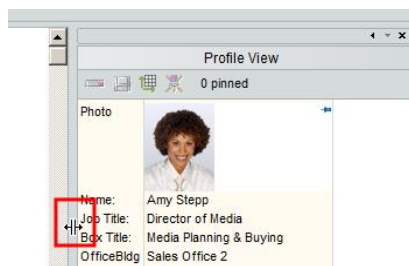 Profile View
0 pinned
Photo
Name: Amy Stepp
Job Title: Director of Media
Box Title: Media Planning & Buying
OfficeBldg Sales Office 2